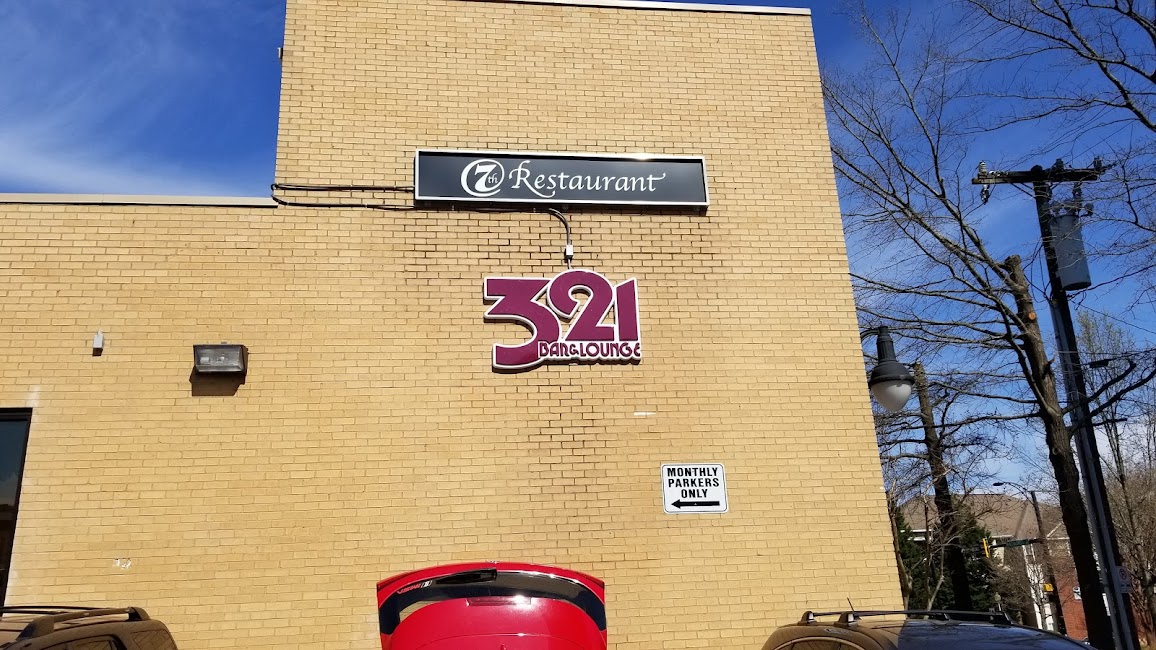 7th Restaurant
321
BAR&LOUNGE
MONTHLY
PARKERS
ONLY